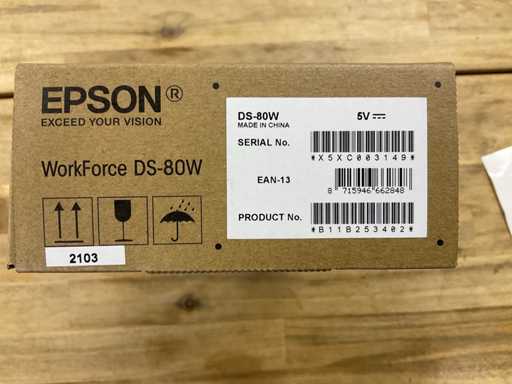 EPSON®
EXCEED YOUR VISION
WorkForce DS-80W
2103
DS-80W 5V⎓
MADE IN CHINA
SERIAL No.
*X5XC003149*
EAN-13
8 715946 662848
PRODUCT No.
*B11B253402*